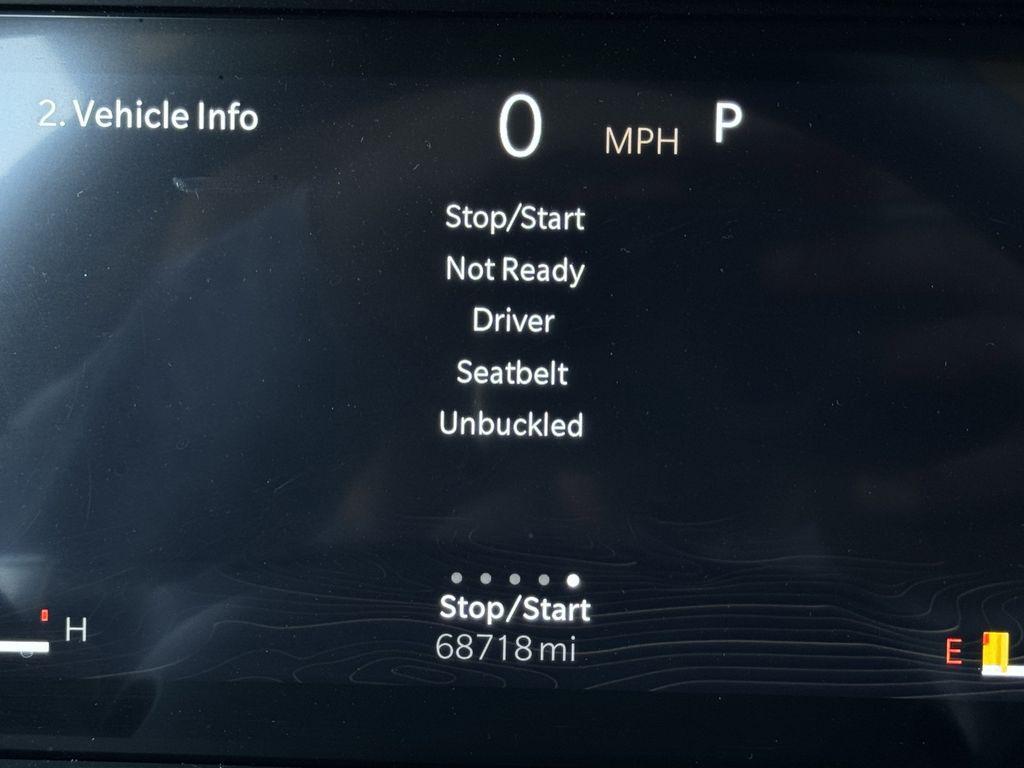 2. Vehicle Info
0 MPH P
Stop/Start
Not Ready
Driver
Seatbelt
Unbuckled
Stop/Start
68718 mi
H
E